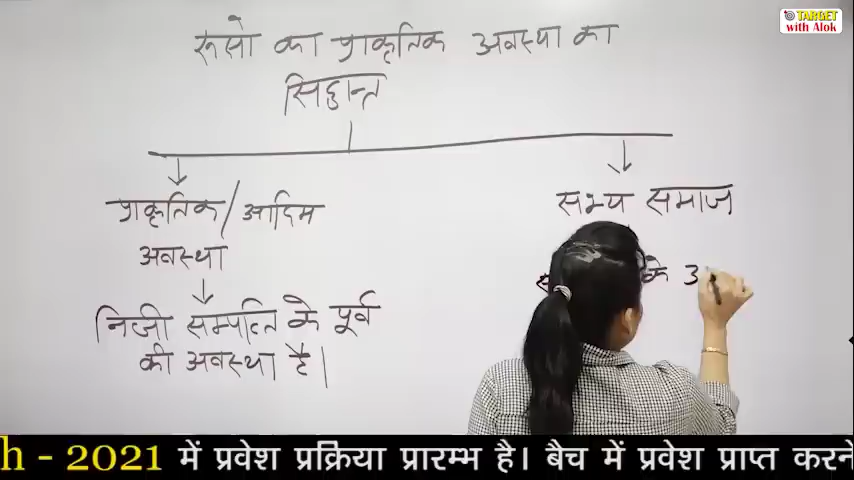 TARGET
with Alok
रूसो का प्राकृतिक अवस्था का
सिद्धान्त
प्राकृतिक/आदिम
अवस्था
निजी सम्पत्ति के पूर्व
की अवस्था है।
सभ्य समाज
के
h - 2021 में प्रवेश प्रक्रिया प्रारम्भ है। बैच में प्रवेश प्राप्त करने